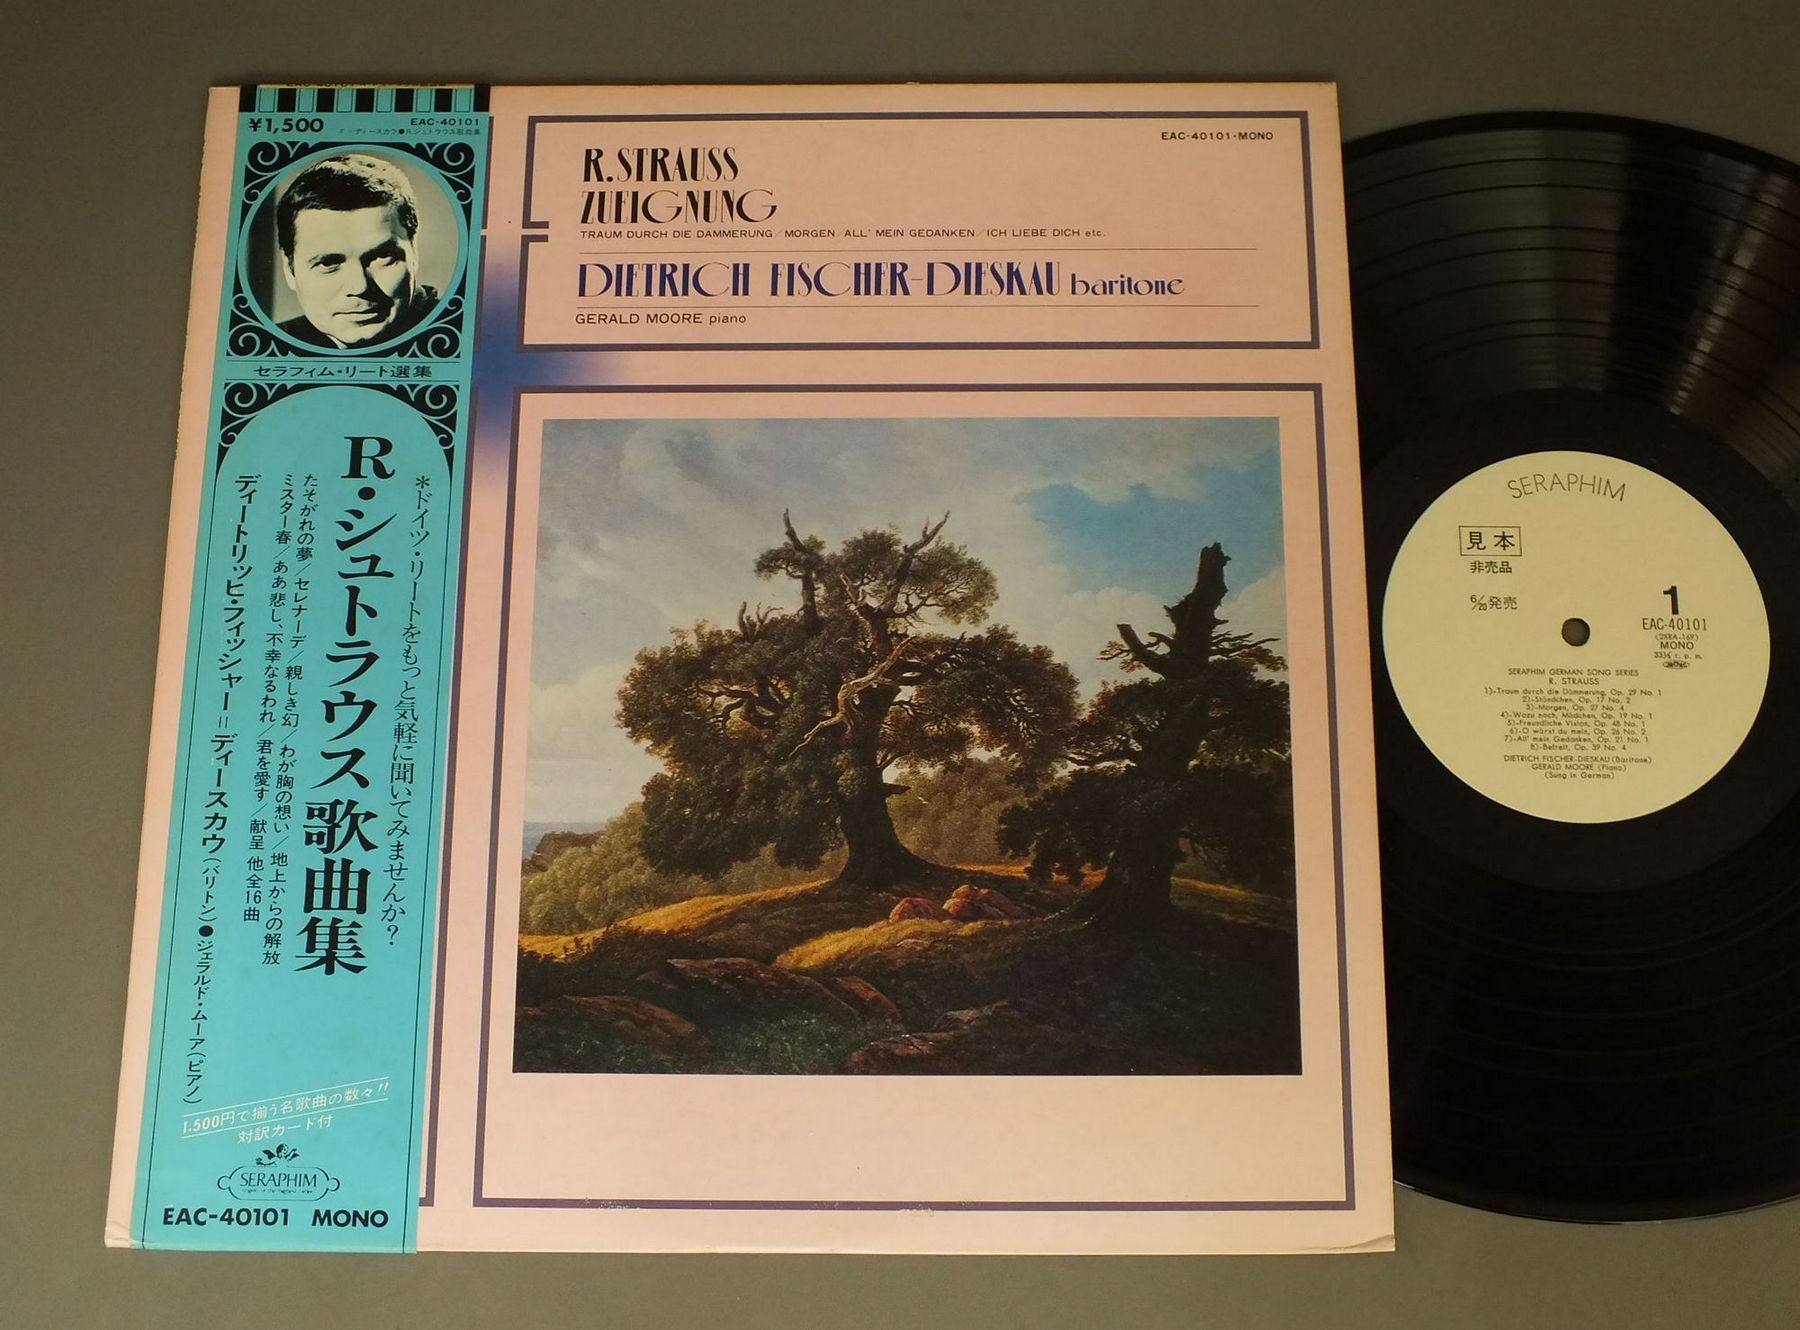 ¥1,500
EAC-40101
F.=ディースカウ●R.シュトラウス歌曲集
セラフィム・リート選集
*ドイツ・リートをもっと気軽に聞いてみませんか?
R・シュトラウス歌曲集
たそがれの夢/セレナーデ/親しき幻/わが胸の想い/地上からの解放
ミスター春/ああ悲し、不幸なるわれ/君を愛す/献呈 他全16曲
ディートリッヒ・フィッシャー=ディースカウ(バリトン)●ジェラルド・ムーア(ピアノ)
1,500円で揃う名歌曲の数々!!
対訳カード付
SERAPHIM
EAC-40101 MONO
EAC-40101・MONO
R.STRAUSS
ZUEIGNUNG
TRAUM DURCH DIE DAMMERUNG/MORGEN/ALL' MEIN GEDANKEN/ICH LIEBE DICH etc.
DIETRICH FISCHER-DIESKAU baritone
GERALD MOORE piano
SERAPHIM
見本
非売品
6/20発売
1
EAC-40101
(2XRA-169)
MONO
33⅓ r. p. m.
SERAPHIM GERMAN SONG SERIES
R. STRAUSS
1)-Traum durch die Dämmerung, Op. 29 No. 1
2)-Ständchen, Op. 17 No. 2
3)-Morgen, Op. 27 No. 4
4)-Wozu noch, Mädchen, Op. 19 No. 1
5)-Freundliche Vision, Op. 48 No. 1
6)-O wärst du mein, Op. 26 No. 2
7)-All' mein Gedanken, Op. 21 No. 1
8)-Befreit, Op. 39 No. 4
DIETRICH FISCHER-DIESKAU (Baritone)
GERALD MOORE (Piano)
(Sung in German)